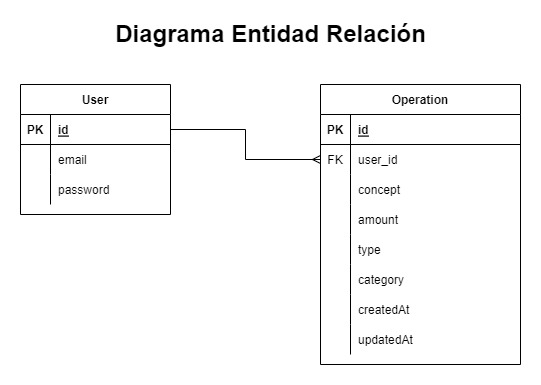 Diagrama Entidad Relación
User
PK id
email
password
Operation
PK id
FK user_id
concept
amount
type
category
createdAt
updatedAt